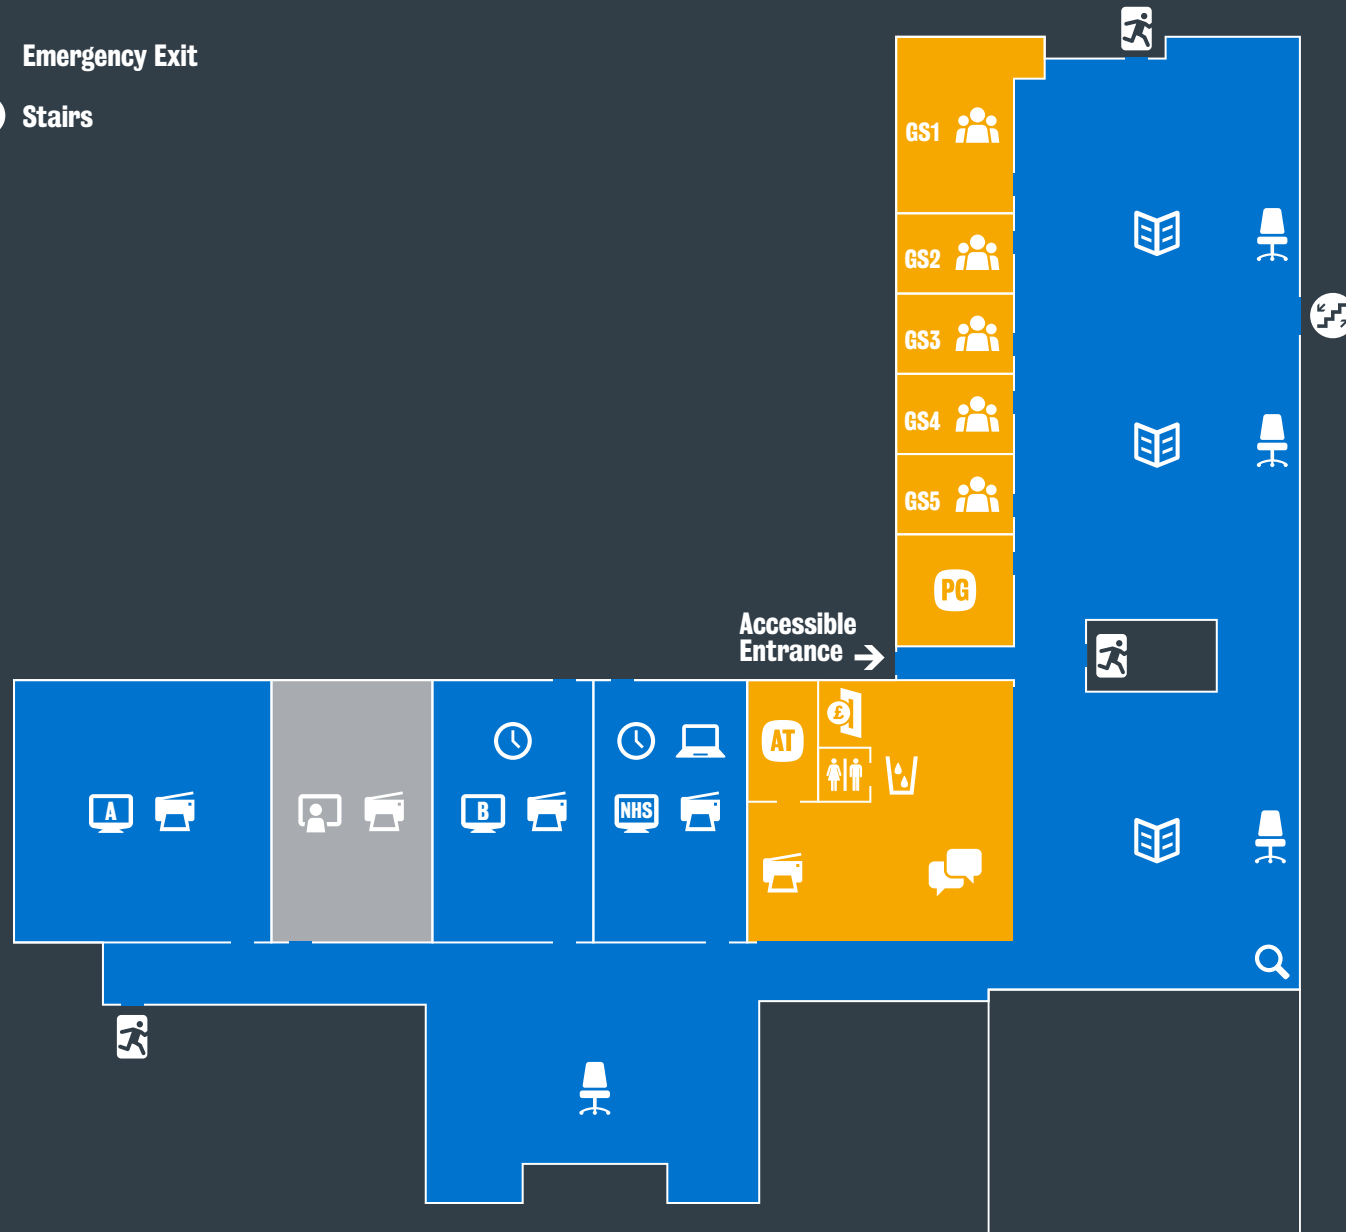 Emergency Exit
Stairs
GS1
GS2
GS3
GS4
GS5
PG
Accessible
Entrance
AT
£
A
B
NHS